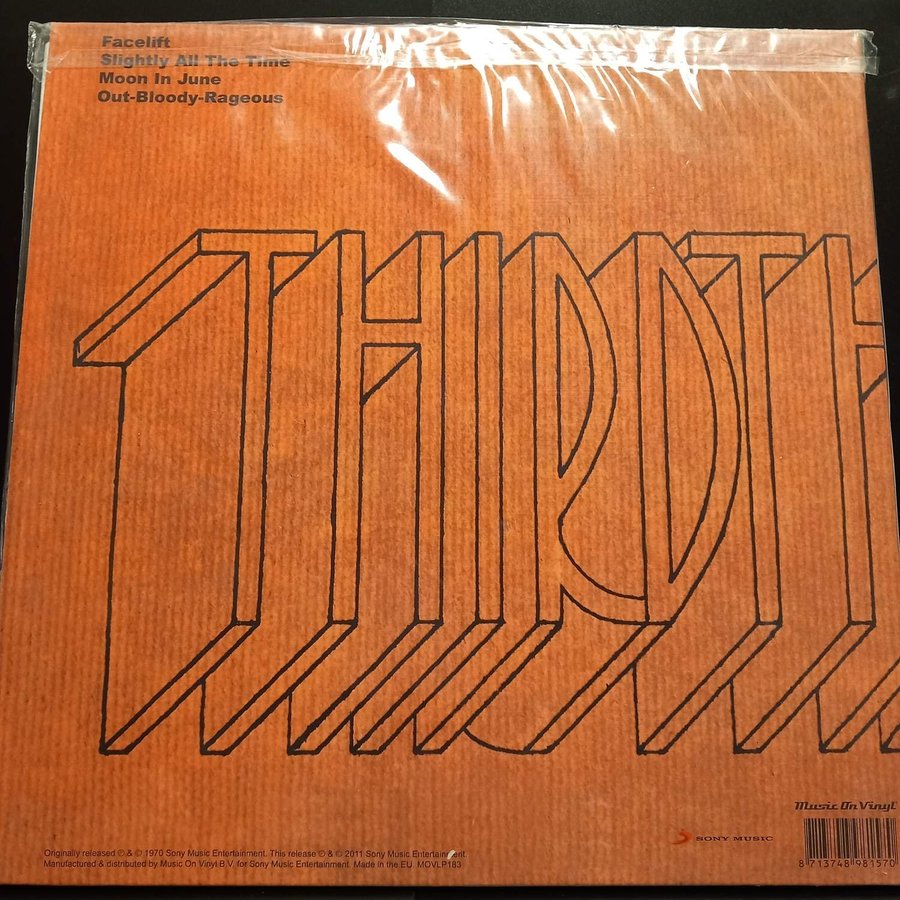 Facelift
Slightly All The Time
Moon In June
Out-Bloody-Rageous
THIRDTH
Music On Vinyl
SONY MUSIC
Originally released ℗ & © 1970 Sony Music Entertainment. This release ℗ & © 2011 Sony Music Entertainment.
Manufactured & distributed by Music On Vinyl B.V. for Sony Music Entertainment. Made in the EU. MOVLP183
8 713748 981570